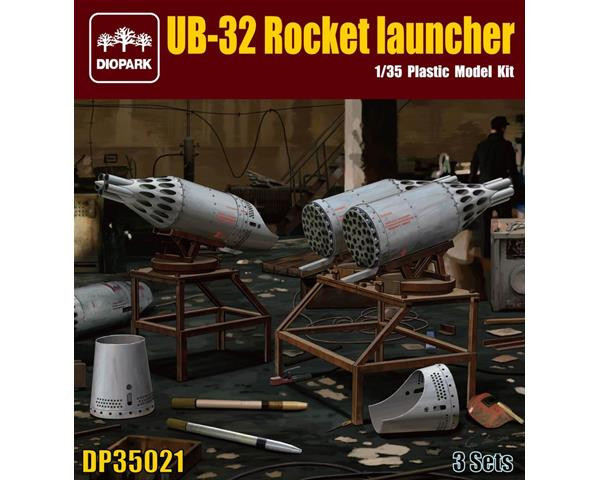 DIOPARK
UB-32 Rocket launcher
1/35 Plastic Model Kit
DP35021
3 Sets